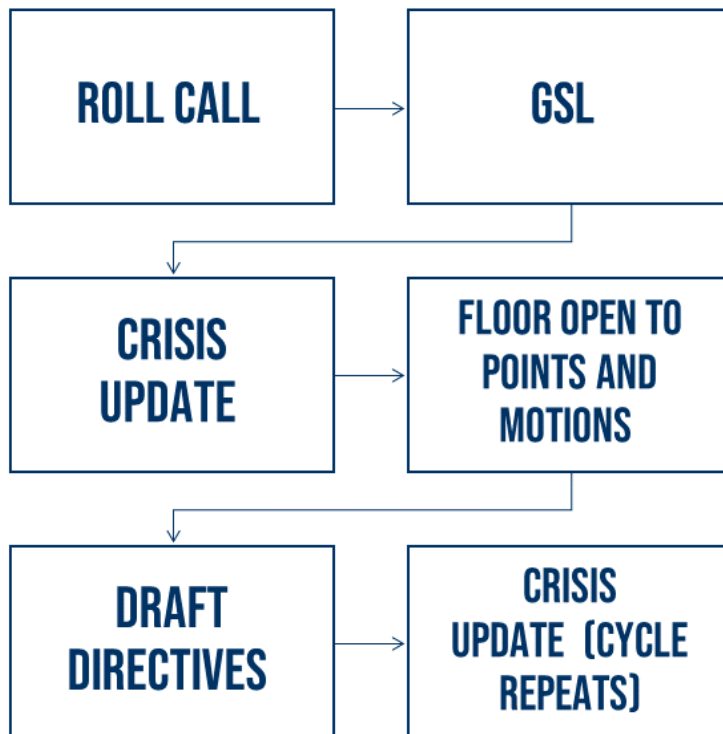 ROLL CALL
GSL
CRISIS
UPDATE
FLOOR OPEN TO
POINTS AND
MOTIONS
DRAFT
DIRECTIVES
CRISIS
UPDATE (CYCLE
REPEATS)